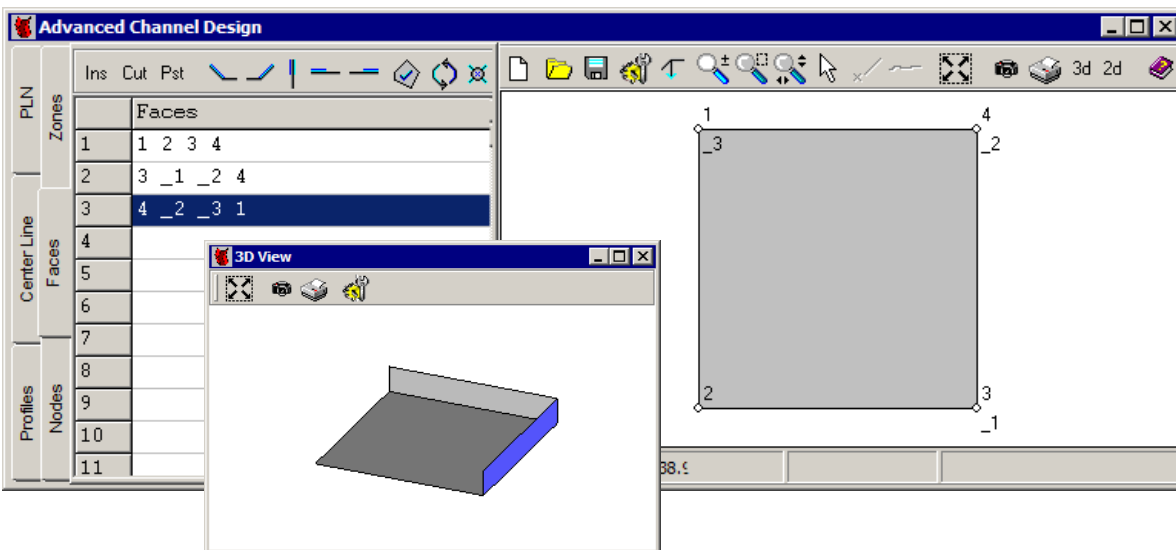 Advanced Channel Design
Ins Cut Pst
3d 2d
PLN
Zones
Center Line
Faces
Profiles
Nodes
Faces
1 1 2 3 4
2 3 _1 _2 4
3 4 _2 _3 1
4
5
6
7
8
9
10
11
3D View
1
4
_3
_2
2
3
_1
38.9